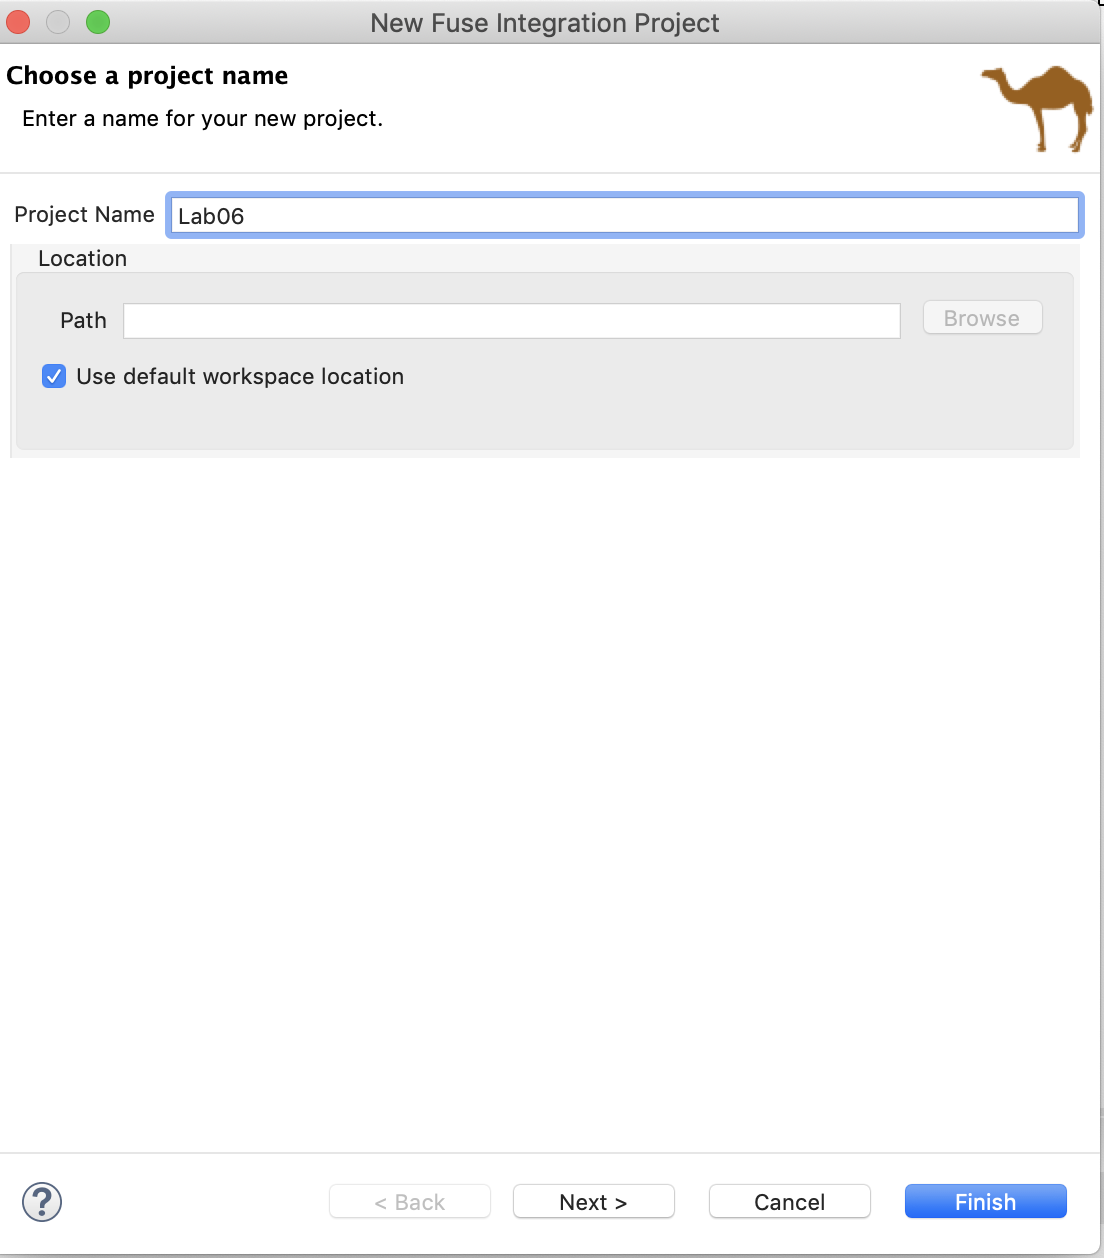 New Fuse Integration Project
Choose a project name
Enter a name for your new project.
Project Name Lab06
Location
Path Browse
Use default workspace location
? < Back Next > Cancel Finish